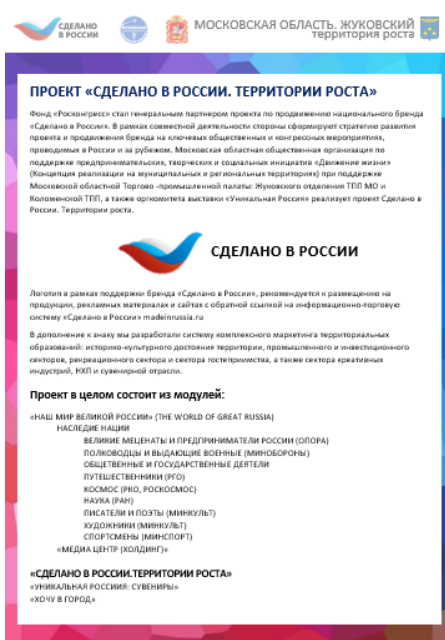 СДЕЛАНО
В РОССИИ
МОСКОВСКАЯ ОБЛАСТЬ. ЖУКОВСКИЙ
территория роста
ПРОЕКТ «СДЕЛАНО В РОССИИ. ТЕРРИТОРИИ РОСТА»
Фонд «Росконгресс» стал генеральным партнером проекта по продвижению национального бренда
«Сделано в России». В рамках совместной деятельности стороны сформируют стратегию развития
проекта и продвижения бренда на ключевых общественных и конгрессных мероприятиях,
проводимых в России и за рубежом. Московская областная общественная организация по
поддержке предпринимательских, творческих и социальных инициатив «Движение жизни»
(Концепция реализации на муниципальных и региональных территориях) при поддержке
Московской областной Торгово -промышленной палаты: Жуковского отделения ТПП МО и
Коломенской ТПП, а также оргкомитета выставки «Уникальная Россия» реализует проект Сделано в
России. Территории роста.
СДЕЛАНО В РОССИИ
Логотип в рамках поддержки бренда «Сделано в России», рекомендуется к размещению на
продукции, рекламных материалах и сайтах с обратной ссылкой на информационно-торговую
систему «Сделано в России» madeinrussia.ru
В дополнение к знаку мы разработали систему комплексного маркетинга территориальных
образований: историко-культурного достояния территории, промышленного и инвестиционного
секторов, рекреационного сектора и сектора гостеприимства, а также сектора креативных
индустрий, НХП и сувенирной отрасли.
Проект в целом состоит из модулей:
«НАШ МИР ВЕЛИКОЙ РОССИИ» (THE WORLD OF GREAT RUSSIA)
НАСЛЕДИЕ НАЦИИ
ВЕЛИКИЕ МЕЦЕНАТЫ И ПРЕДПРИНИМАТЕЛИ РОССИИ (ОПОРА)
ПОЛКОВОДЦЫ И ВЫДАЮЩИЕ ВОЕННЫЕ (МИНОБОРОНЫ)
ОБЩЕТВЕННЫЕ И ГОСУДАРСТВЕННЫЕ ДЕЯТЕЛИ
ПУТЕШЕСТВЕННИКИ (РГО)
КОСМОС (РКО, РОСКОСМОС)
НАУКА (РАН)
ПИСАТЕЛИ И ПОЭТЫ (МИНКУЛЬТ)
ХУДОЖНИКИ (МИНКУЛЬТ)
СПОРТСМЕНЫ (МИНСПОРТ)
«МЕДИА ЦЕНТР (ХОЛДИНГ)»
«СДЕЛАНО В РОССИИ.ТЕРРИТОРИИ РОСТА»
«УНИКАЛЬНАЯ РОССИИЯ: СУВЕНИРЫ»
«ХОЧУ В ГОРОД»